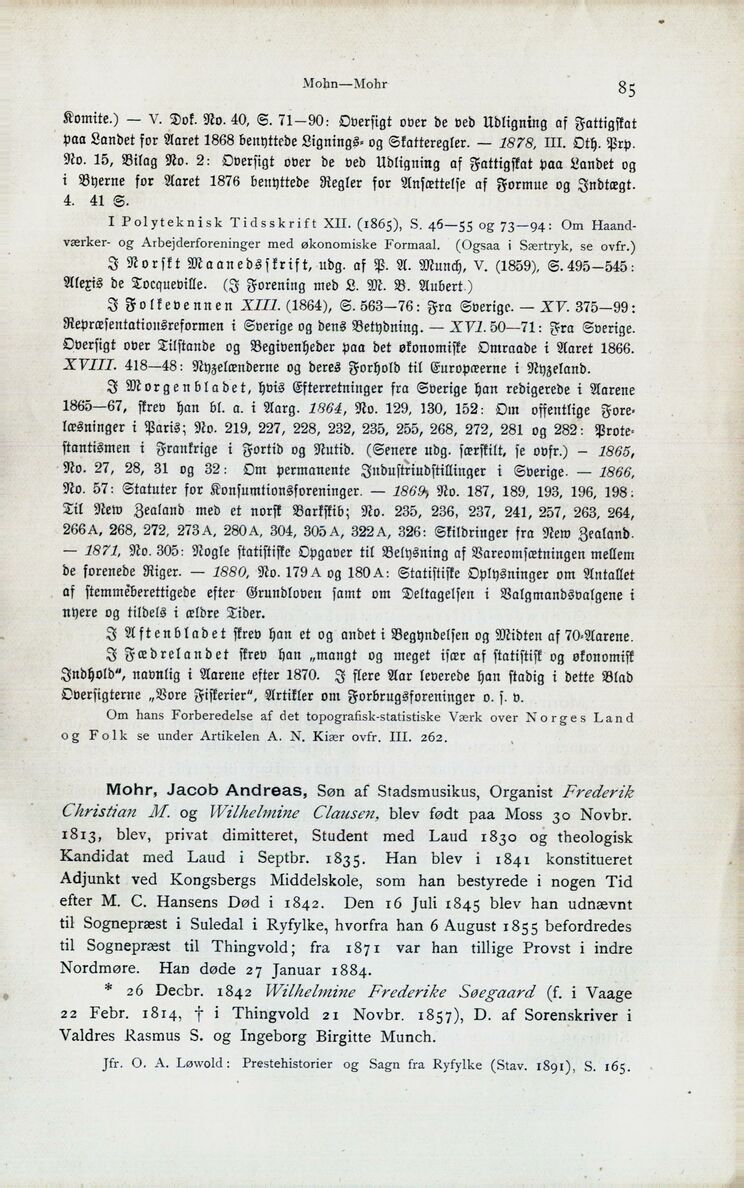 Mohn—Mohr
85
Komite.) — V. Dok. No. 40, S. 71—90: Oversigt over de ved Udligning af Fattigskat
paa Landet for Aaret 1868 benyttede Lignings- og Skatteregler. — 1878, III. Oth. Prp.
No. 15, Bilag No. 2: Oversigt over de ved Udligning af Fattigskat paa Landet og
i Byerne for Aaret 1876 benyttede Regler for Ansættelse af Formue og Indtægt.
4. 41 S.
I Polyteknisk Tidsskrift XII. (1865), S. 46—55 og 73—94: Om Haand-
værker- og Arbejderforeninger med økonomiske Formaal. (Ogsaa i Særtryk, se ovfr.)
I Norskt Maanedsskrift, udg. af P. A. Munch, V. (1859), S. 495—545:
Alexis de Tocqueville. (I Forening med L. M. B. Aubert.)
I Folkevennen XIII. (1864), S. 563—76: Fra Sverige. — XV. 375—99:
Repræsentationsreformen i Sverige og dens Betydning. — XVI. 50—71: Fra Sverige.
Oversigt over Tilstande og Begivenheder paa det økonomiske Omraade i Aaret 1866.
XVIII. 418—48: Nyzelænderne og deres Forhold til Europæerne i Nyzeland.
I Morgenbladet, hvis Efterretninger fra Sverige han redigerede i Aarene
1865—67, skrev han bl. a. i Aarg. 1864, No. 129, 130, 152: Om offentlige Fore-
læsninger i Paris; No. 219, 227, 228, 232, 235, 255, 268, 272, 281 og 282: Prote-
stantismen i Frankrige i Fortid og Nutid. (Senere udg. særskilt, se ovfr.) — 1865,
No. 27, 28, 31 og 32: Om permanente Industriudstillinger i Sverige. — 1866,
No. 57: Statuter for Konsumtionsforeninger. — 1869, No. 187, 189, 193, 196, 198:
Til New Zealand med et norsk Barkskib; No. 235, 236, 237, 241, 257, 263, 264,
266 A, 268, 272, 273 A, 280 A, 304, 305 A, 322 A, 326: Skildringer fra New Zealand.
— 1871, No. 305: Nogle statistiske Opgaver til Belysning af Vareomsætningen mellem
de forenede Riger. — 1880, No. 179 A og 180 A: Statistiske Oplysninger om Antallet
af stemmeberettigede efter Grundloven samt om Deltagelsen i Valgmandsvalgene i
nyere og tildels i ældre Tider.
I Aftenbladet skrev han et og andet i Begyndelsen og Midten af 70-Aarene.
I Fædrelandet skrev han „mangt og meget især af statistisk og økonomisk
Indhold", navnlig i Aarene efter 1870. I flere Aar leverede han stadig i dette Blad
Oversigterne „Vore Fiskerier", Artikler om Forbrugsforeninger o. s. v.
Om hans Forberedelse af det topografisk-statistiske Værk over Norges Land
og Folk se under Artikelen A. N. Kiær ovfr. III. 262.
Mohr, Jacob Andreas, Søn af Stadsmusikus, Organist Frederik
Christian M. og Wilhelmine Clausen, blev født paa Moss 30 Novbr.
1813, blev, privat dimitteret, Student med Laud 1830 og theologisk
Kandidat med Laud i Septbr. 1835. Han blev i 1841 konstitueret
Adjunkt ved Kongsbergs Middelskole, som han bestyrede i nogen Tid
efter M. C. Hansens Død i 1842. Den 16 Juli 1845 blev han udnævnt
til Sognepræst i Suledal i Ryfylke, hvorfra han 6 August 1855 befordredes
til Sognepræst til Thingvold; fra 1871 var han tillige Provst i indre
Nordmøre. Han døde 27 Januar 1884.
* 26 Decbr. 1842 Wilhelmine Frederike Søegaard (f. i Vaage
22 Febr. 1814, † i Thingvold 21 Novbr. 1857), D. af Sorenskriver i
Valdres Rasmus S. og Ingeborg Birgitte Munch.
Jfr. O. A. Løwold: Prestehistorier og Sagn fra Ryfylke (Stav. 1891), S. 165.